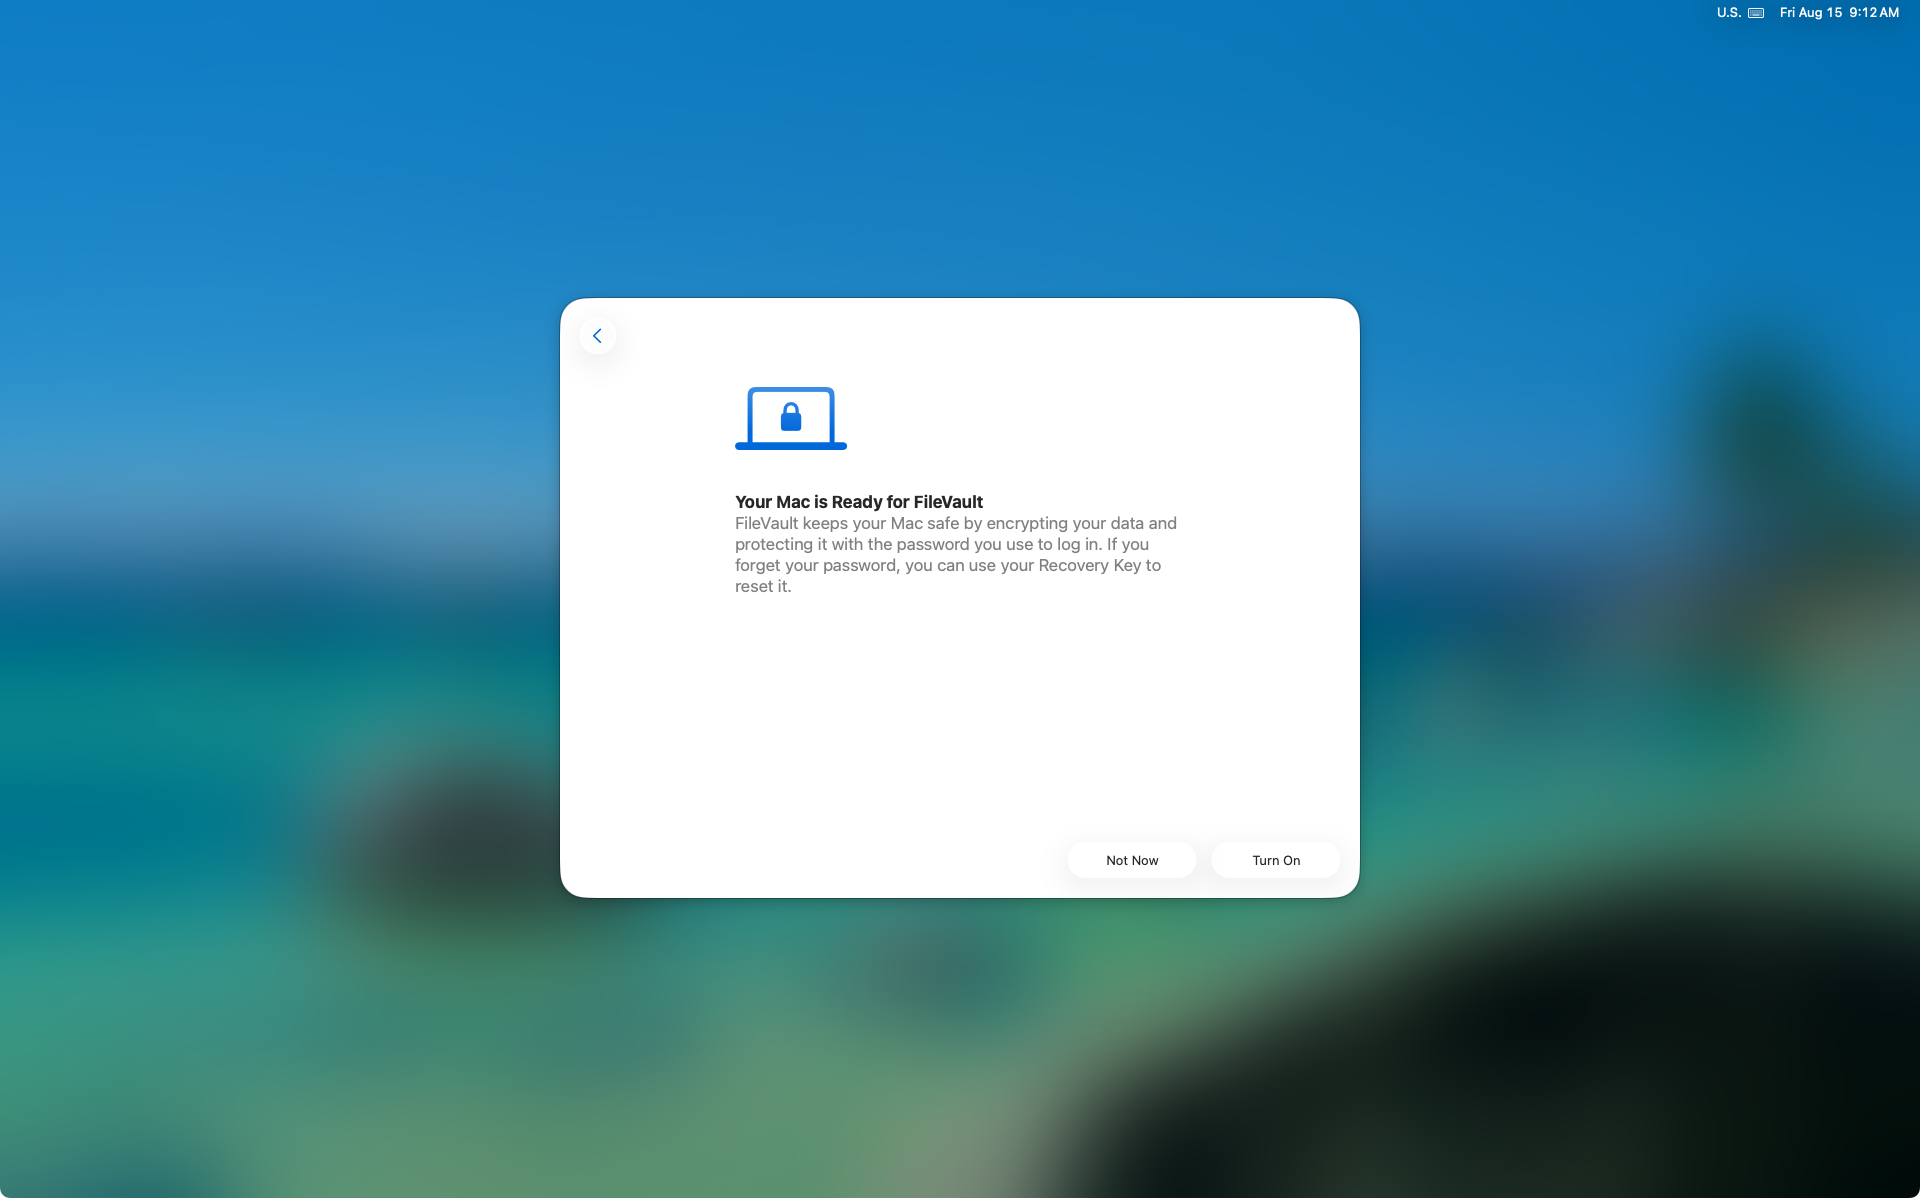 U.S. Fri Aug 15 9:12 AM
Your Mac is Ready for FileVault
FileVault keeps your Mac safe by encrypting your data and
protecting it with the password you use to log in. If you
forget your password, you can use your Recovery Key to
reset it.
Not Now Turn On